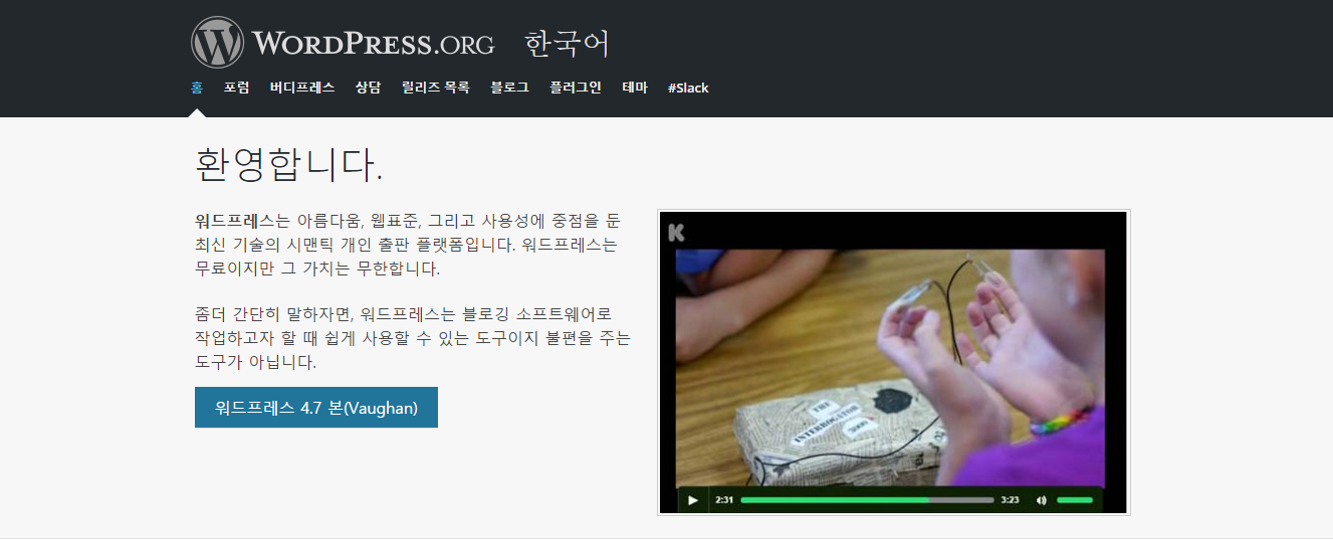 WORDPRESS.ORG 한국어
홈 포럼 버디프레스 상담 릴리즈 목록 블로그 플러그인 테마 #Slack
환영합니다.
워드프레스는 아름다움, 웹표준, 그리고 사용성에 중점을 둔
최신 기술의 시맨틱 개인 출판 플랫폼입니다. 워드프레스는
무료이지만 그 가치는 무한합니다.
좀더 간단히 말하자면, 워드프레스는 블로깅 소프트웨어로
작업하고자 할 때 쉽게 사용할 수 있는 도구이지 불편을 주는
도구가 아닙니다.
워드프레스 4.7 본(Vaughan)
K
THE
INTERROGATOR
2:31 3:23